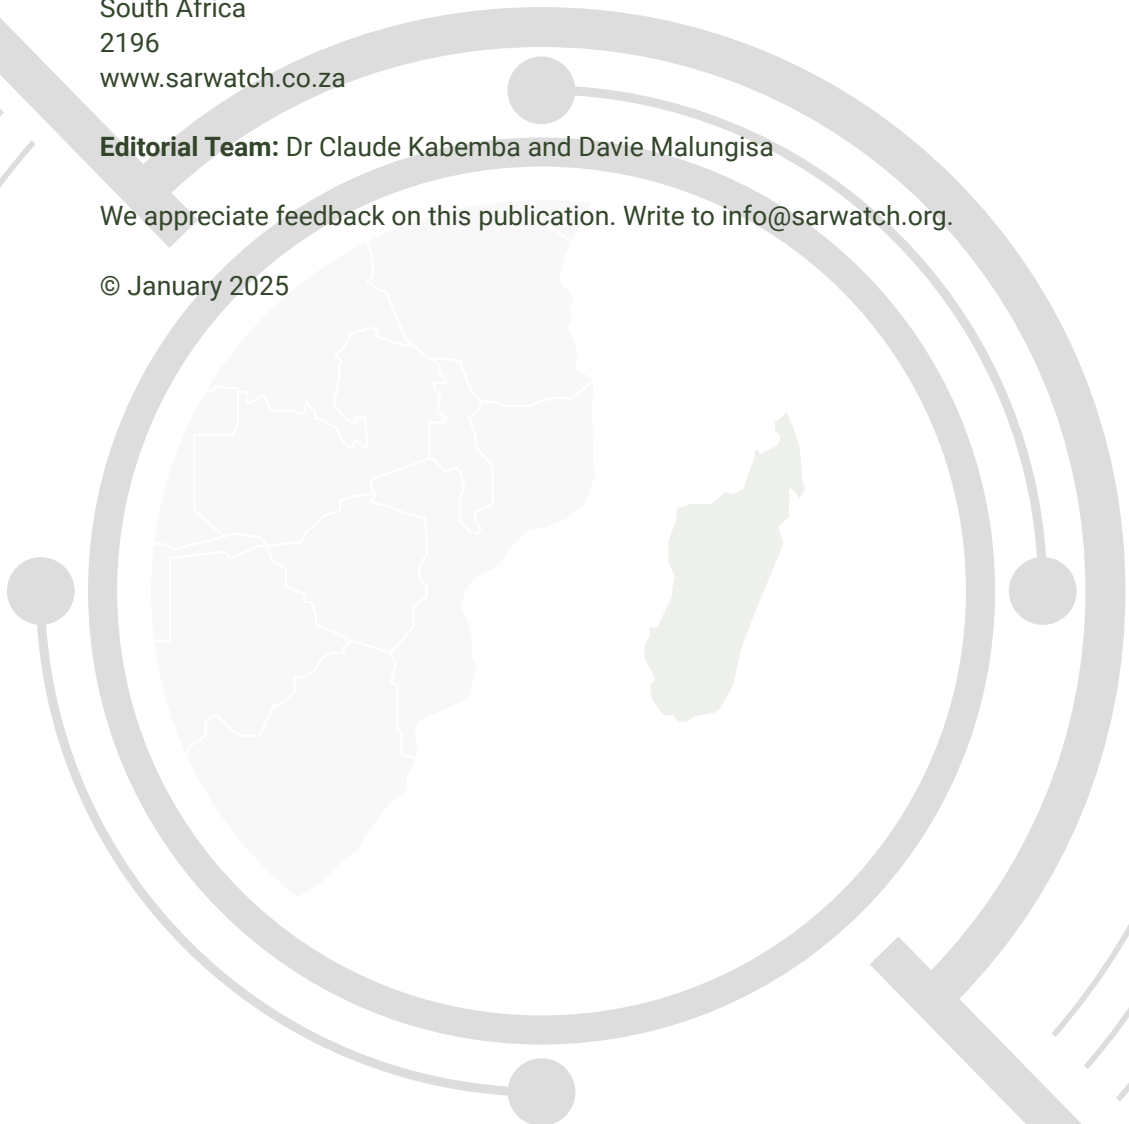 South Africa
2196
www.sarwatch.co.za
Editorial Team: Dr Claude Kabemba and Davie Malungisa
We appreciate feedback on this publication. Write to info@sarwatch.org.
© January 2025